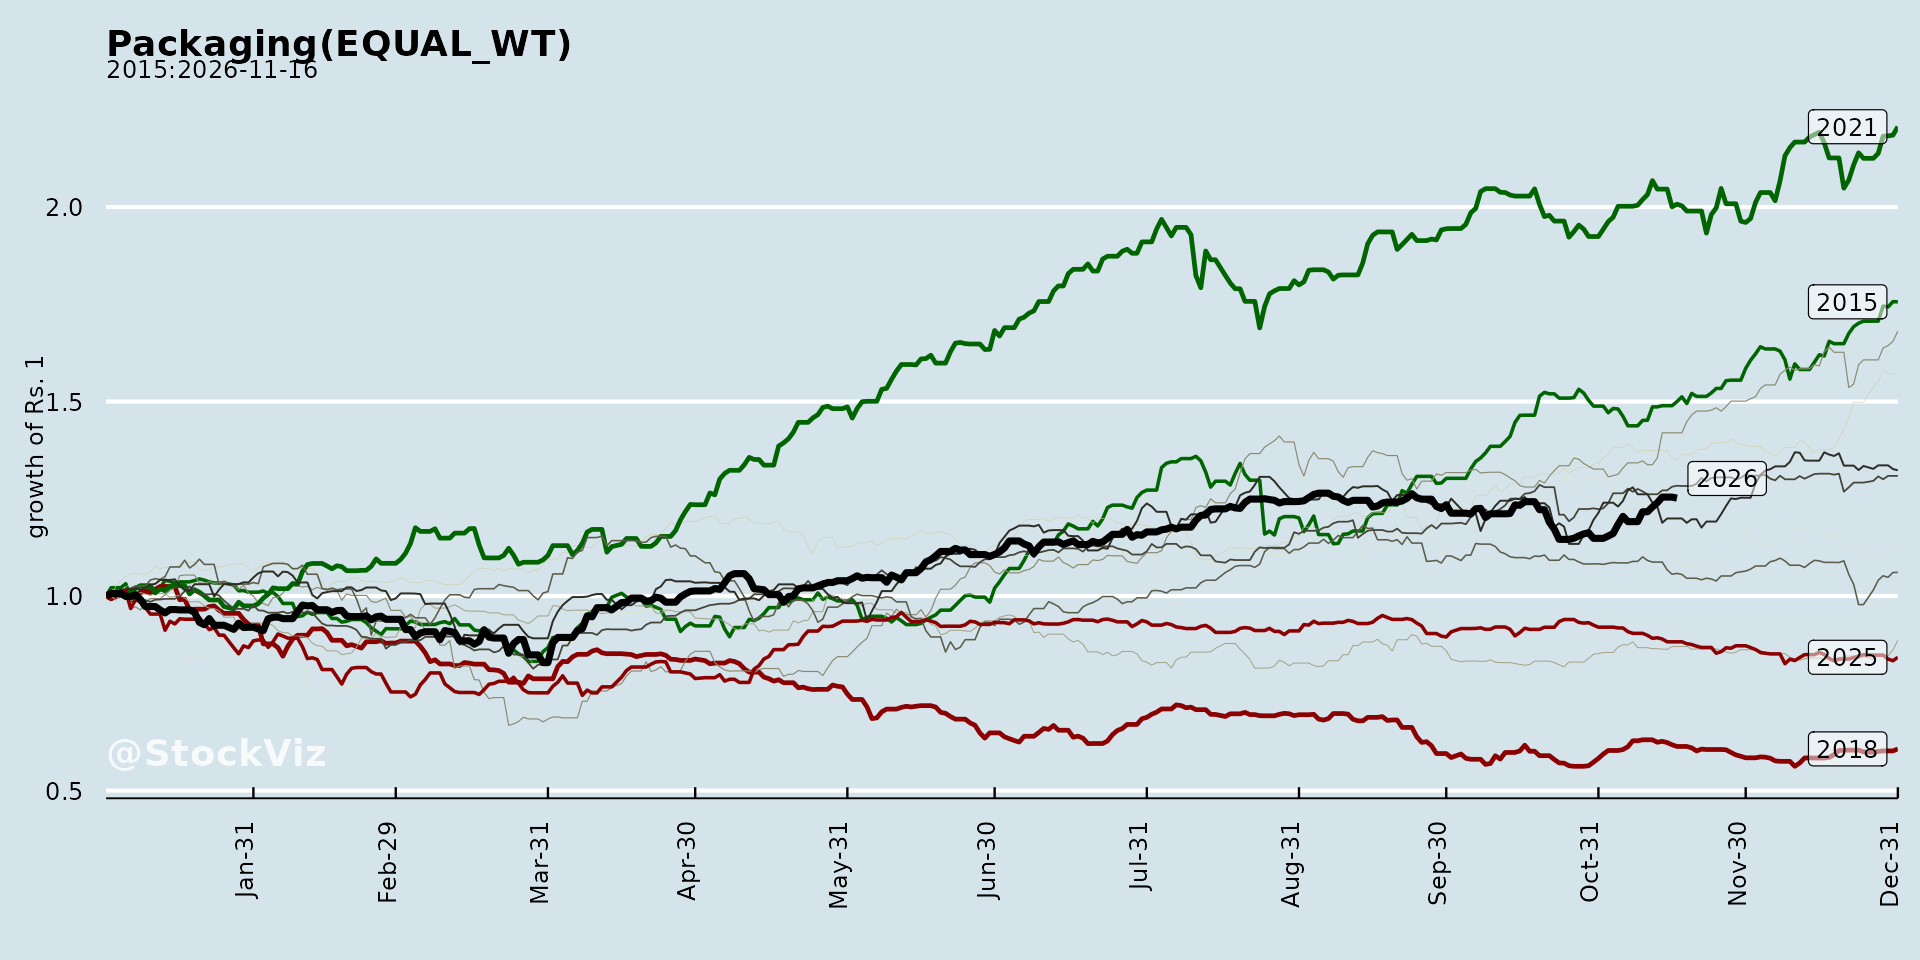 Packaging(EQUAL_WT)
2015:2026-11-16
2021
2.0
2015
growth of Rs. 1
1.5
2026
1.0
2025
@StockViz
2018
0.5
Jan-31
Feb-29
Mar-31
Apr-30
May-31
Jun-30
Jul-31
Aug-31
Sep-30
Oct-31
Nov-30
Dec-31